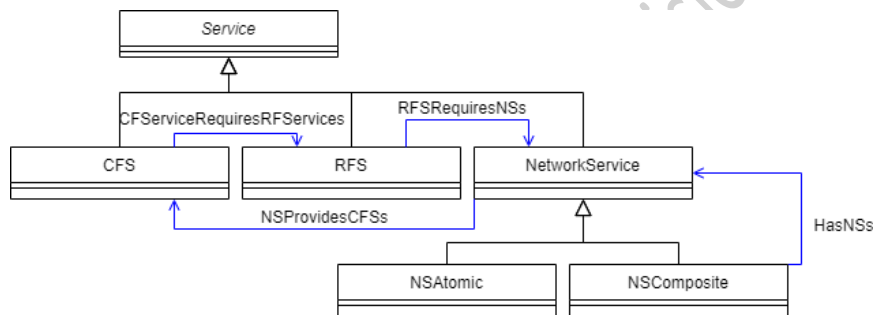 Service
CFServiceRequiresRFServices
RFSRequiresNSs
CFS
RFS
NetworkService
NSProvidesCFSs
HasNSs
NSAtomic
NSComposite